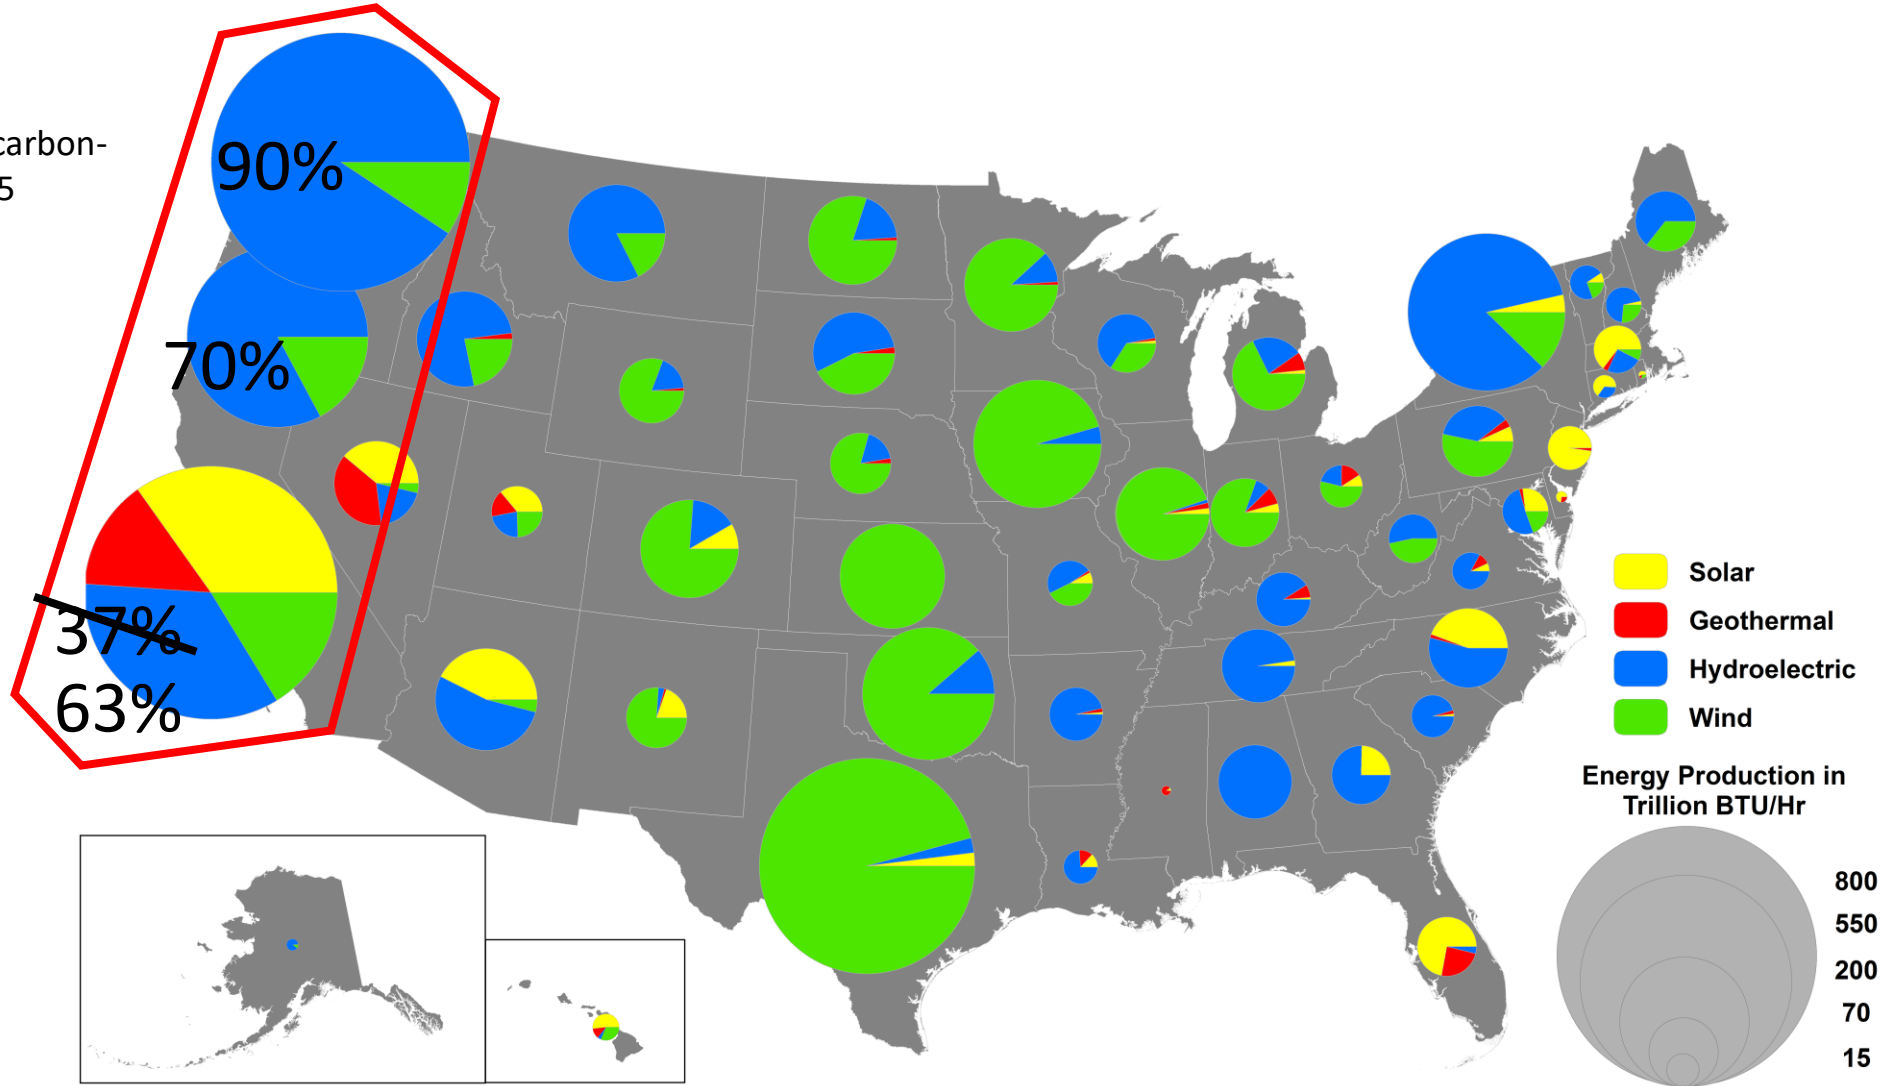 carbon-
5
90%
70%
37%
63%
Solar
Geothermal
Hydroelectric
Wind
Energy Production in
Trillion BTU/Hr
800
550
200
70
15